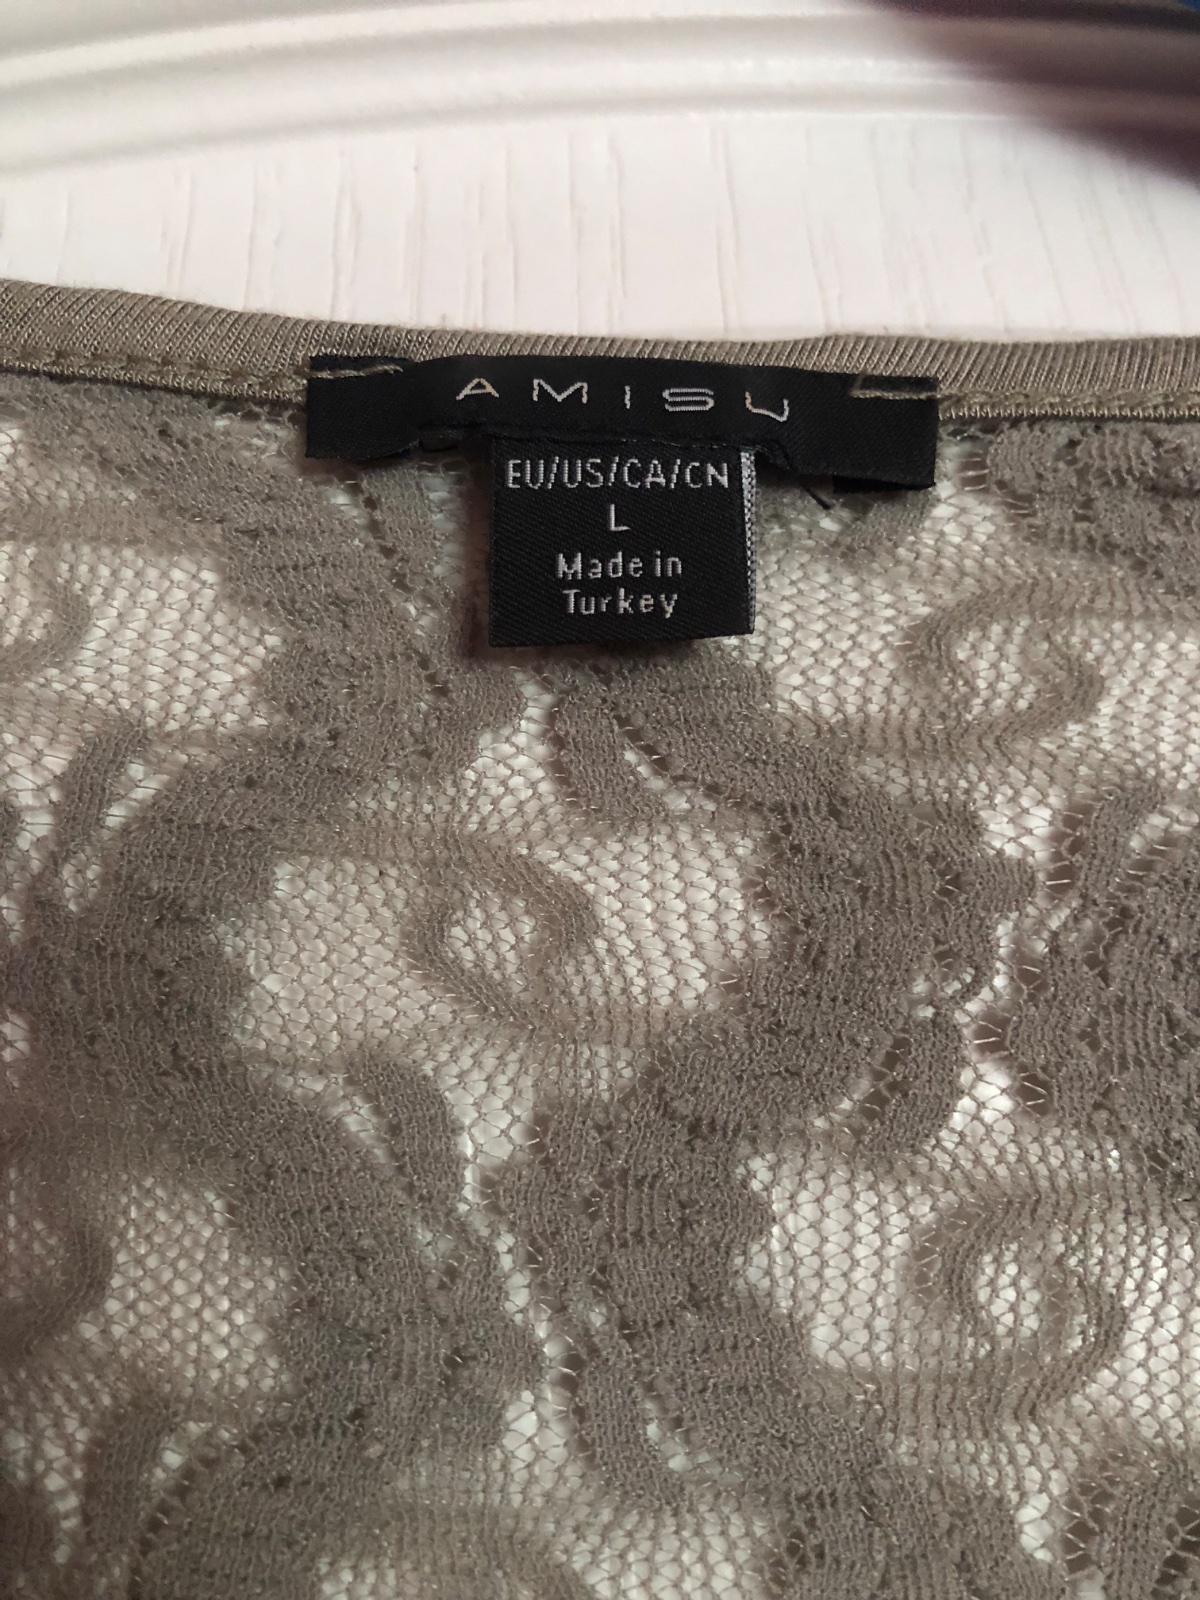 AMISU
EU/US/CA/CN
L
Made in
Turkey